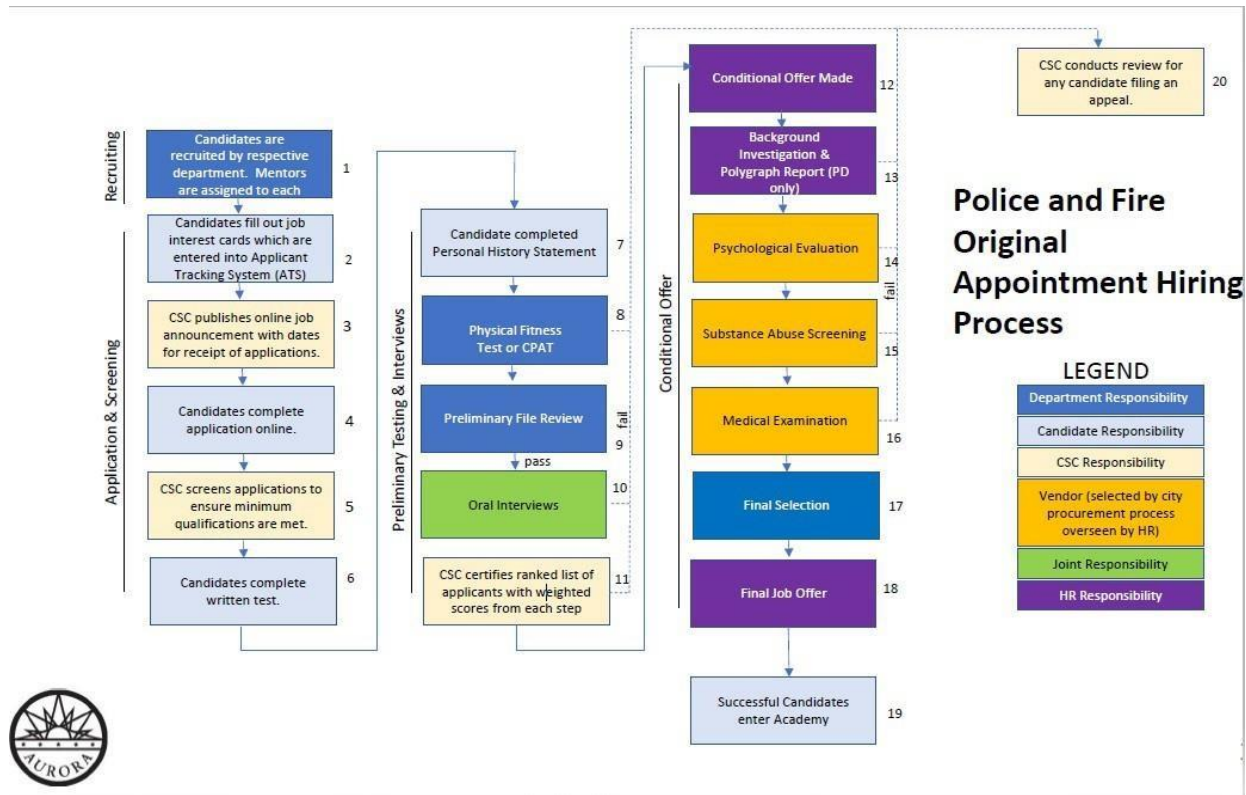 Recruiting
Candidates are
recruited by respective
department. Mentors
are assigned to each
1
Application & Screening
Candidates fill out job
interest cards which are
entered into Applicant
Tracking System (ATS)
2
CSC publishes online job
announcement with dates
for receipt of applications.
3
Candidates complete
application online.
4
CSC screens applications to
ensure minimum
qualifications are met.
5
Candidates complete
written test.
6
Preliminary Testing & Interviews
Candidate completed
Personal History Statement
7
Physical Fitness
Test or CPAT
8
Preliminary File Review
fail
9
pass
Oral Interviews
10
CSC certifies ranked list of
applicants with weighted
scores from each step
11
Conditional Offer
Conditional Offer Made
12
Background
Investigation &
Polygraph Report (PD
only)
13
Psychological Evaluation
14
fail
Substance Abuse Screening
15
Medical Examination
16
Final Selection
17
Final Job Offer
18
Successful Candidates
enter Academy
19
CSC conducts review for
any candidate filing an
appeal.
20
Police and Fire
Original
Appointment Hiring
Process
LEGEND
Department Responsibility
Candidate Responsibility
CSC Responsibility
Vendor (selected by city
procurement process
overseen by HR)
Joint Responsibility
HR Responsibility
AURORA